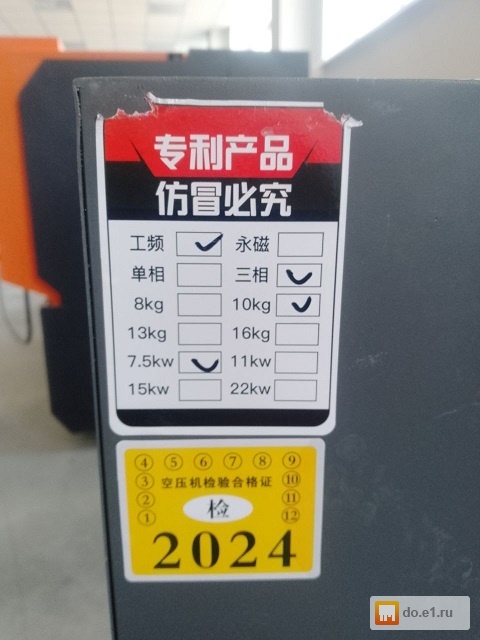 专利产品
仿冒必究
工频 永磁
单相 三相
8kg 10kg
13kg 16kg
7.5kw 11kw
15kw 22kw
④ ⑤ ⑥ ⑦ ⑧ ⑨
③ 空压机检验合格证 ⑩
② 检 ⑪
① ⑫
2024
do.e1.ru